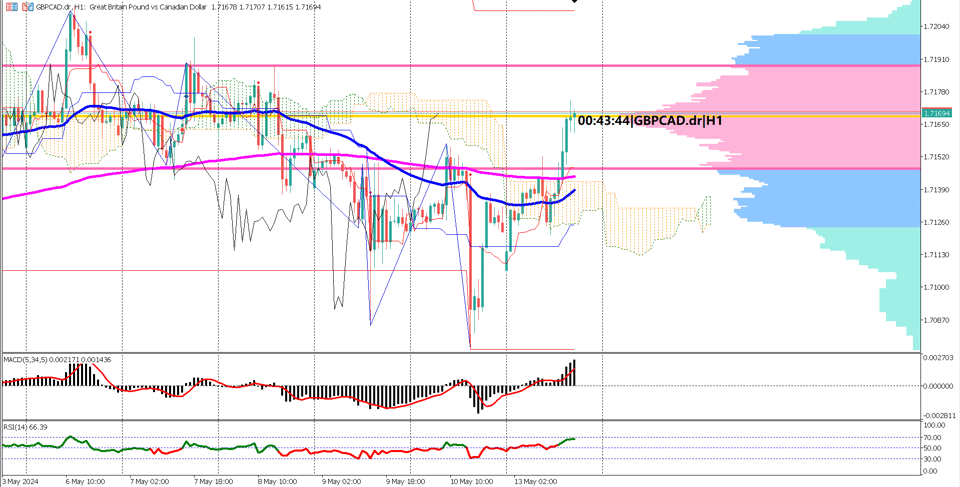 GBPCAD.dr, H1: Great Britain Pound vs Canadian Dollar 1.71678 1.71707 1.71615 1.71694
1.72040
1.71910
1.71780
1.71694
1.71650
1.71520
1.71390
1.71260
1.71130
1.71000
1.70870
00:43:44|GBPCAD.dr|H1
MACD(5,34,5) 0.002171 0.001436
0.002703
0.000000
-0.002811
RSI(14) 66.39
100.00
70.00
50.00
30.00
0.00
3 May 2024
6 May 10:00
7 May 02:00
7 May 18:00
8 May 10:00
9 May 02:00
9 May 18:00
10 May 10:00
13 May 02:00